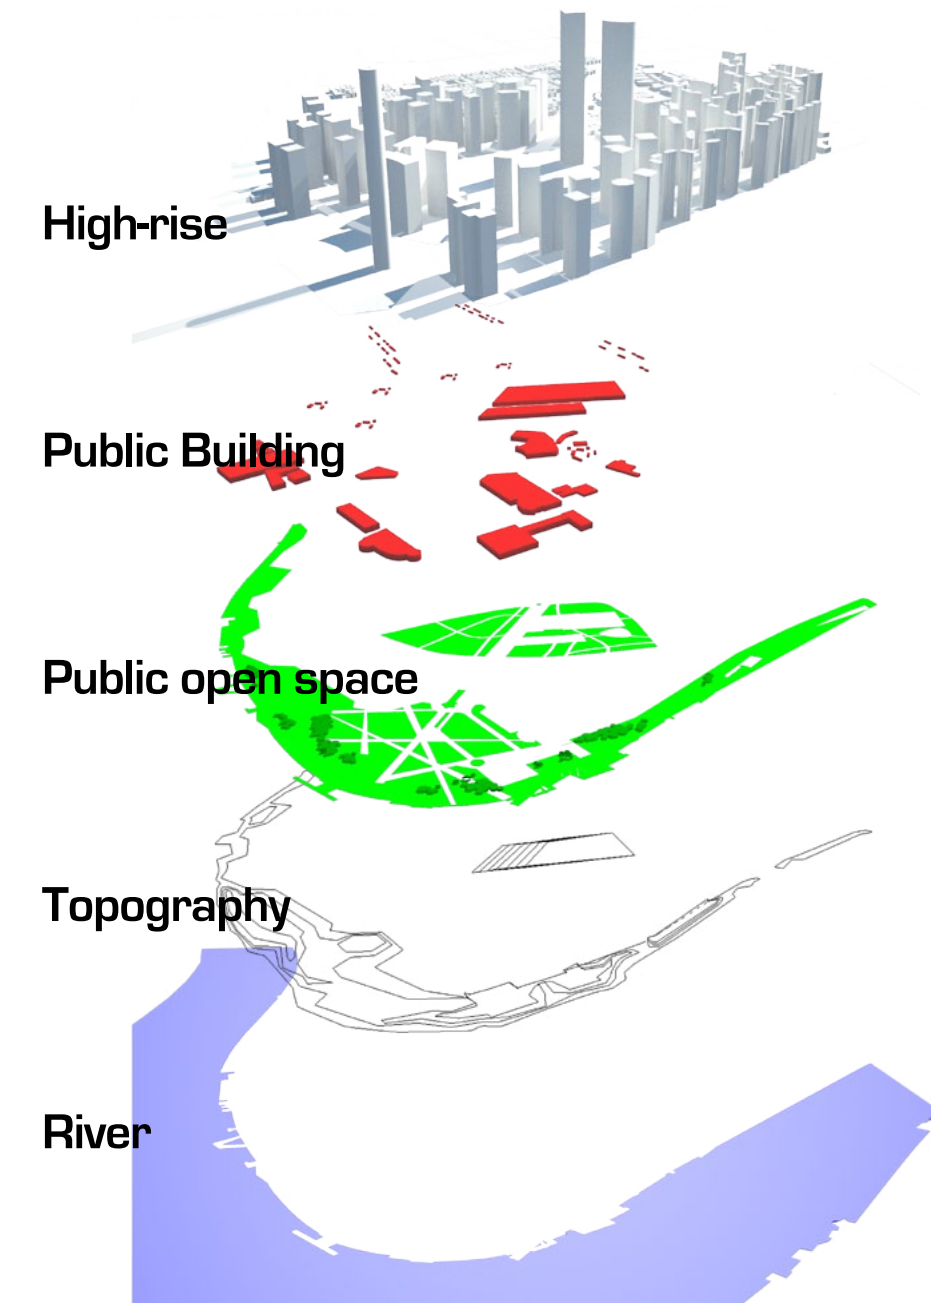 High-rise
Public Building
Public open space
Topography
River